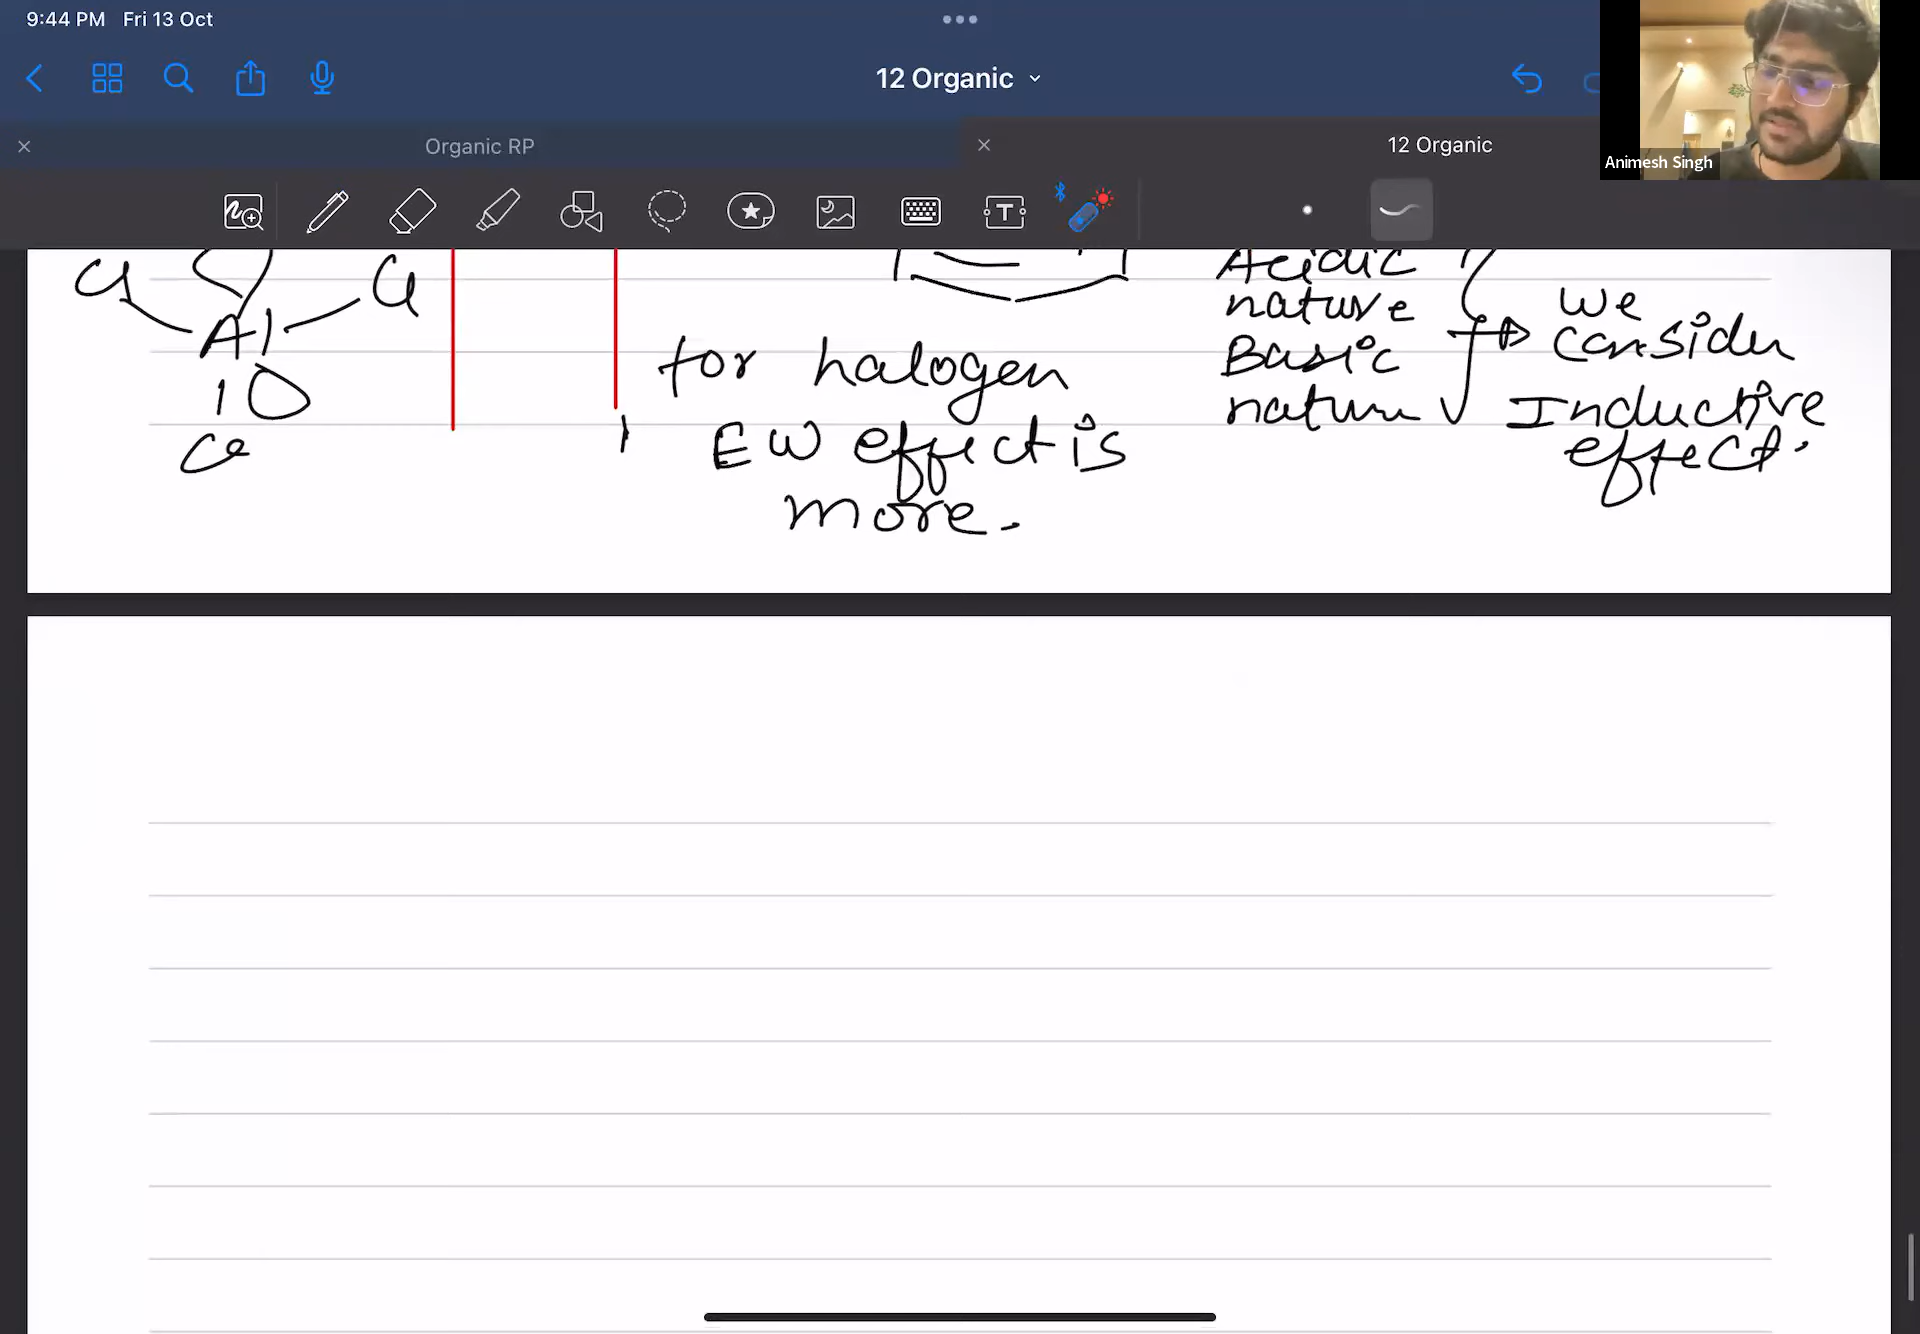 9:44 PM Fri 13 Oct
12 Organic
Organic RP
12 Organic
Animesh Singh
Cl Cl
Al
Θ
Cl
for halogen
EW effect is
more.
Acidic
nature
Basic
nature
We
Consider
Inductive
effect.